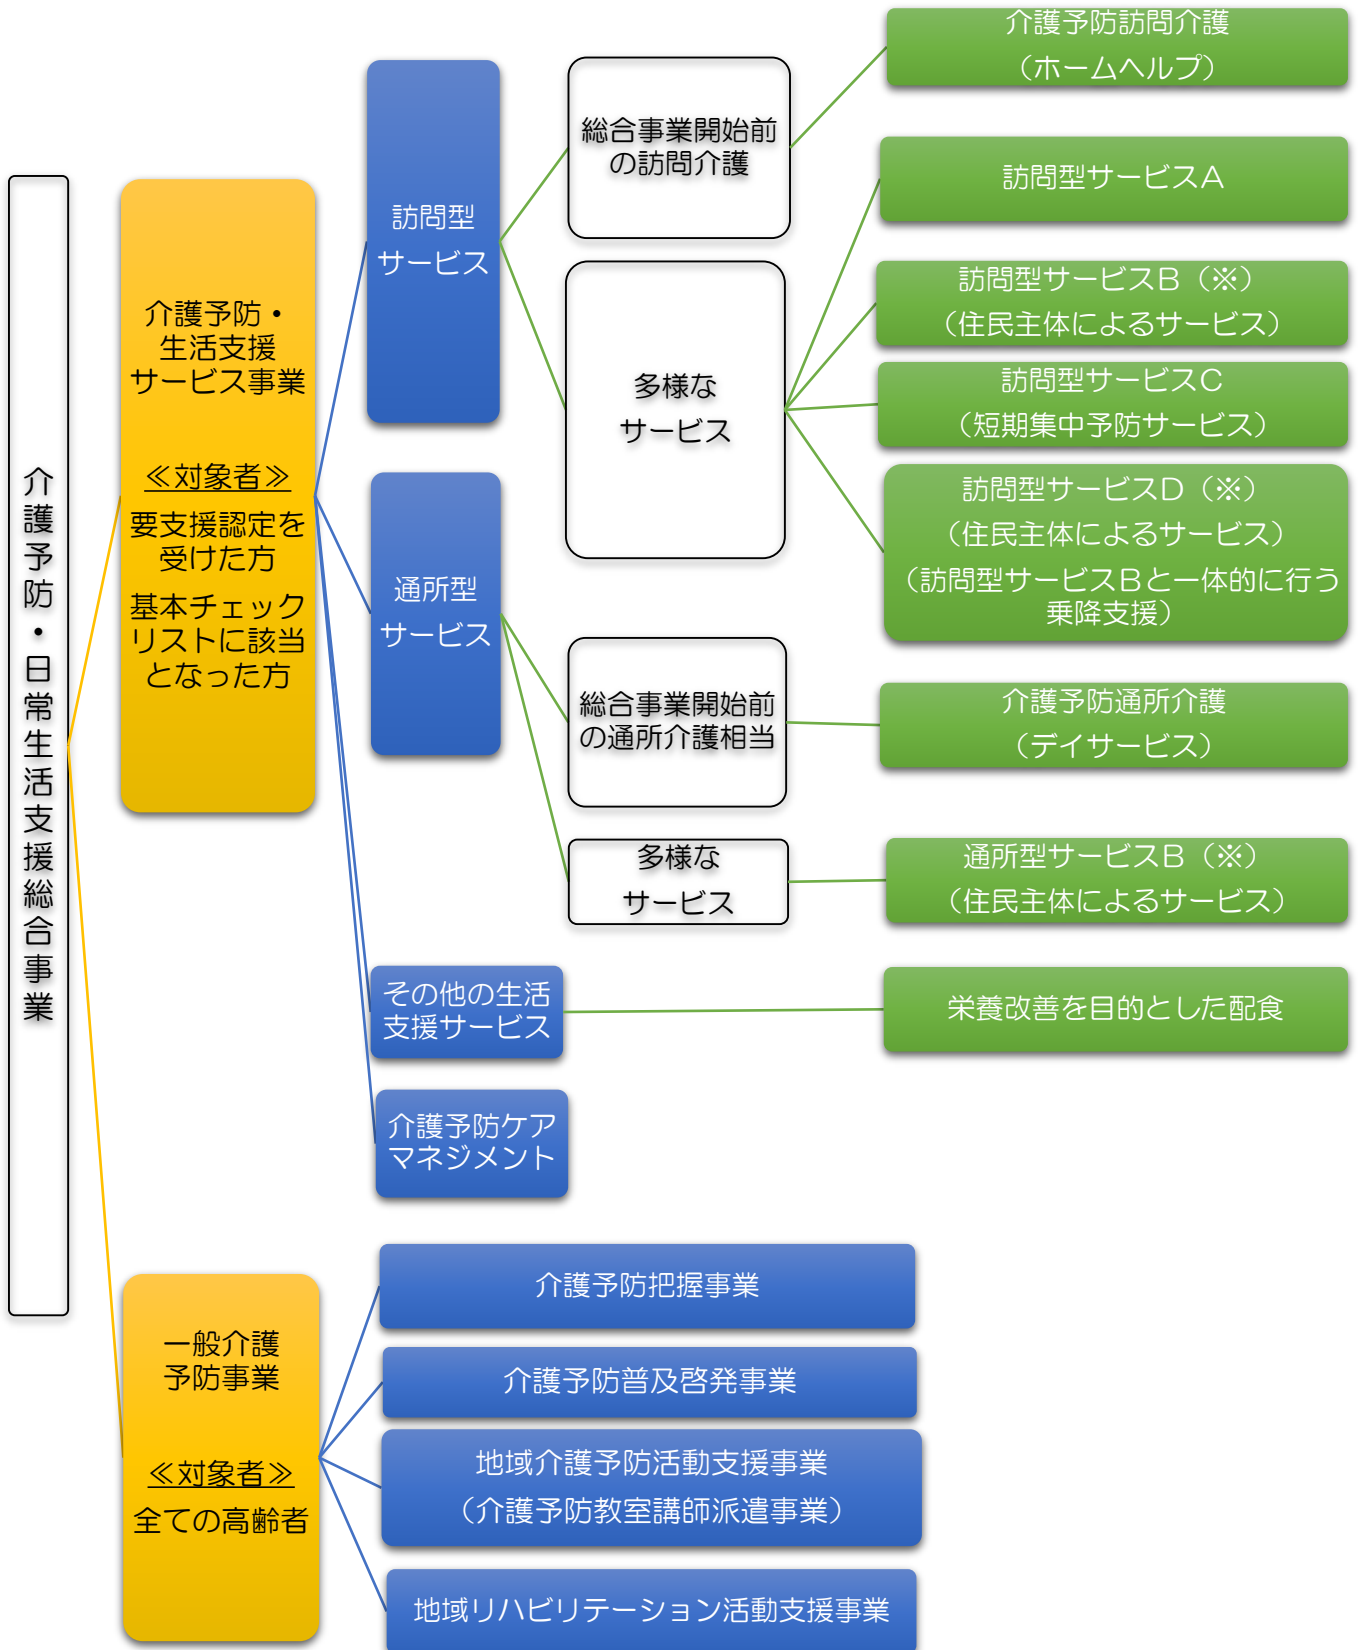 介護予防・日常生活支援総合事業
介護予防・
生活支援
サービス事業
≪対象者≫
要支援認定を
受けた方
基本チェック
リストに該当
となった方
訪問型
サービス
総合事業開始前
の訪問介護
介護予防訪問介護
（ホームヘルプ）
多様な
サービス
訪問型サービスA
訪問型サービスB（※）
（住民主体によるサービス）
訪問型サービスC
（短期集中予防サービス）
訪問型サービスD（※）
（住民主体によるサービス）
（訪問型サービスBと一体的に行う
乗降支援）
通所型
サービス
総合事業開始前
の通所介護相当
介護予防通所介護
（デイサービス）
多様な
サービス
通所型サービスB（※）
（住民主体によるサービス）
その他の生活
支援サービス
栄養改善を目的とした配食
介護予防ケア
マネジメント
一般介護
予防事業
≪対象者≫
全ての高齢者
介護予防把握事業
介護予防普及啓発事業
地域介護予防活動支援事業
（介護予防教室講師派遣事業）
地域リハビリテーション活動支援事業